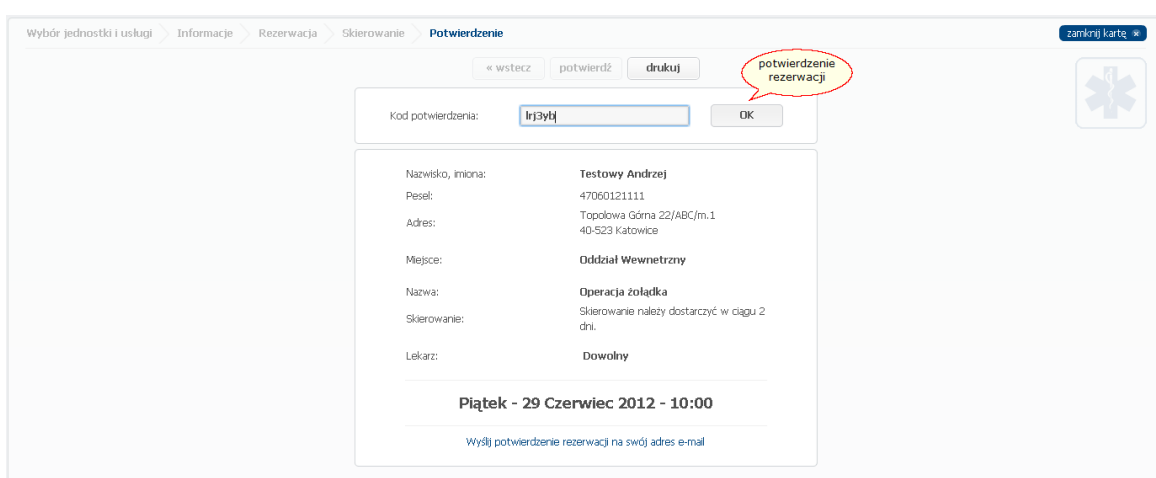 Wybór jednostki i usługi Informacje Rezerwacja Skierowanie Potwierdzenie
zamknij kartę
« wstecz potwierdź drukuj
potwierdzenie
rezerwacji
Kod potwierdzenia: lrj3yb OK
Nazwisko, imiona: Testowy Andrzej
Pesel: 47060121111
Adres: Topolowa Górna 22/ABC/m.1
40-523 Katowice
Miejsce: Oddział Wewnetrzny
Nazwa: Operacja żołądka
Skierowanie: Skierowanie należy dostarczyć w ciągu 2
dni.
Lekarz: Dowolny
Piątek - 29 Czerwiec 2012 - 10:00
Wyślij potwierdzenie rezerwacji na swój adres e-mail